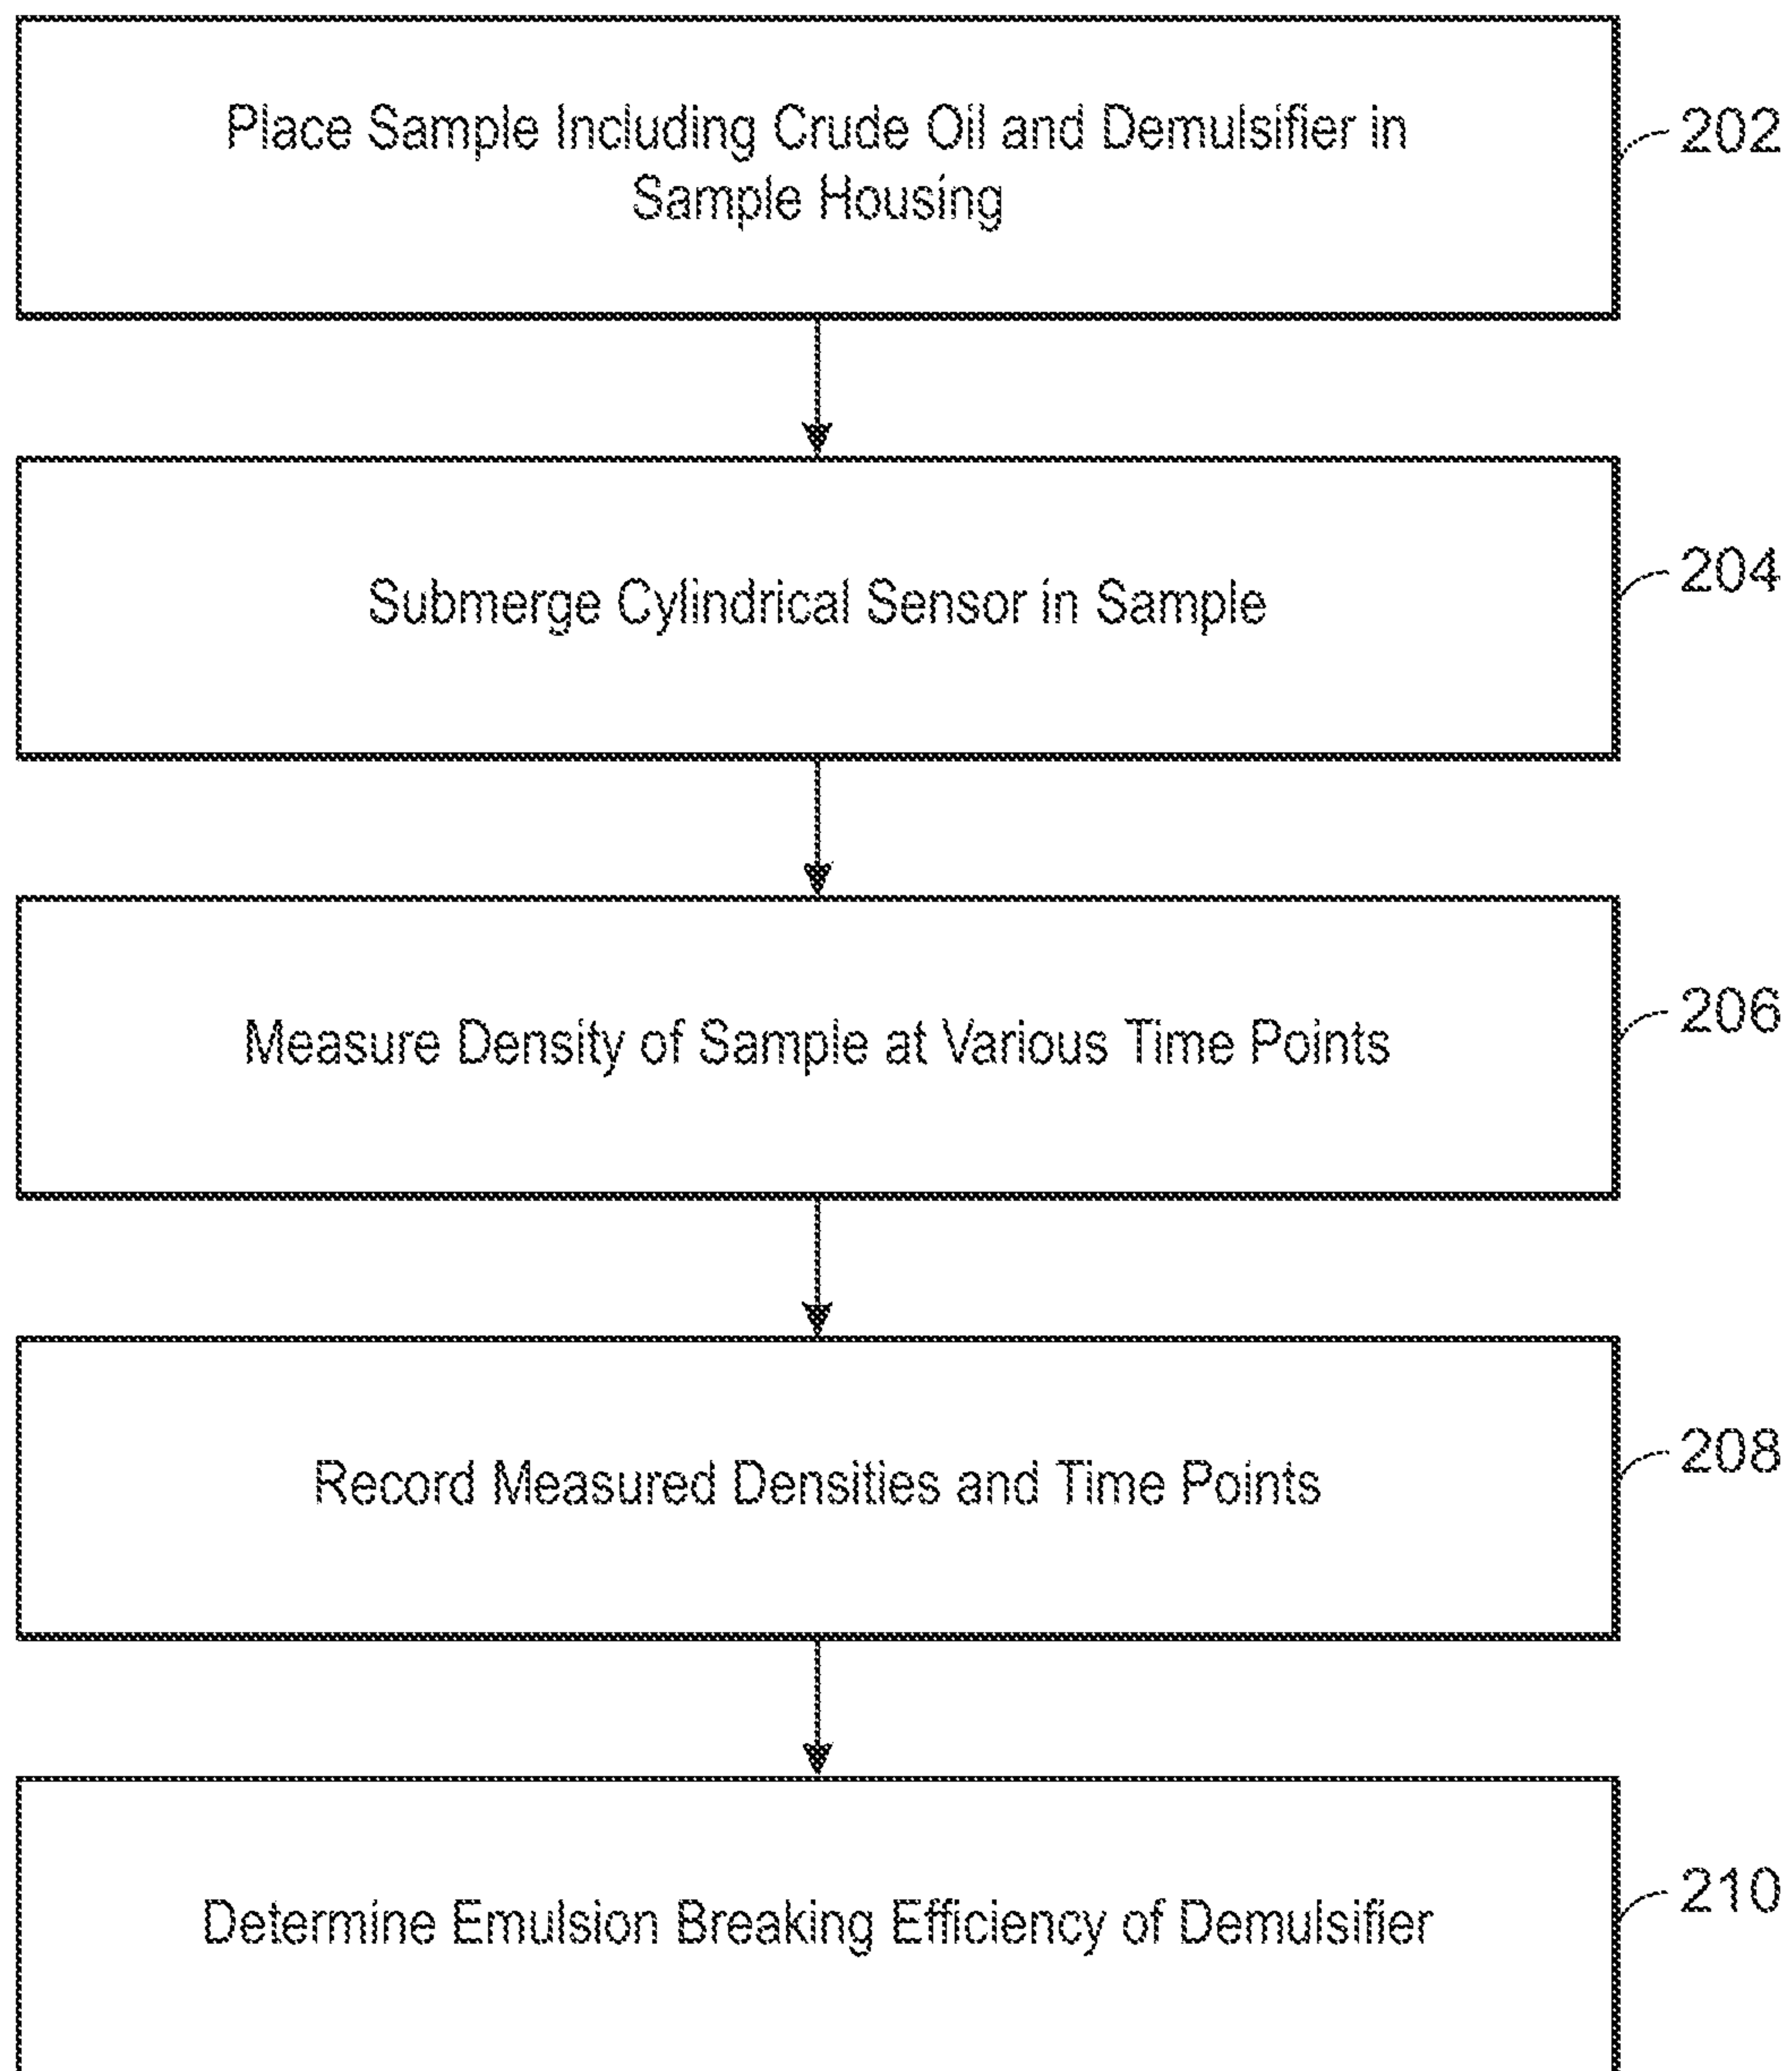 Place Sample Including Crude Oil and Demulsifier in
Sample Housing
202
Submerge Cylindrical Sensor in Sample
204
Measure Density of Sample at Various Time Points
206
Record Measured Densities and Time Points
208
Determine Emulsion Breaking Efficiency of Demulsifier
210